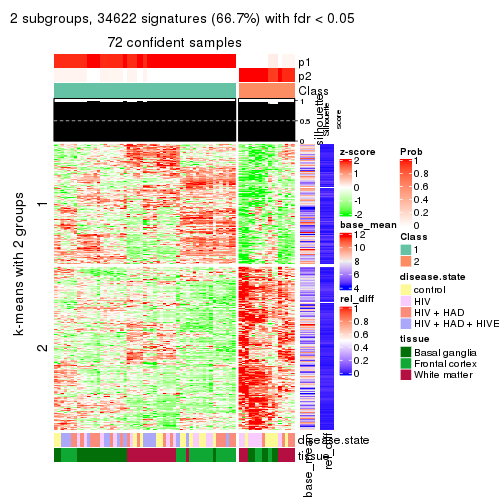 2 subgroups, 34622 signatures (66.7%) with fdr < 0.05
72 confident samples
p1
p2
Class
silhouette
1
0.5
0
Silhouette
score
k-means with 2 groups
1
2
disease.state
tissue
base_mean
rel_diff
z-score
2
1
0
-1
-2
base_mean
12
10
8
6
4
rel_diff
1
0.8
0.6
0.4
0.2
0
Prob
1
0.8
0.6
0.4
0.2
0
Class
1
2
disease.state
control
HIV
HIV + HAD
HIV + HAD + HIVE
tissue
Basal ganglia
Frontal cortex
White matter